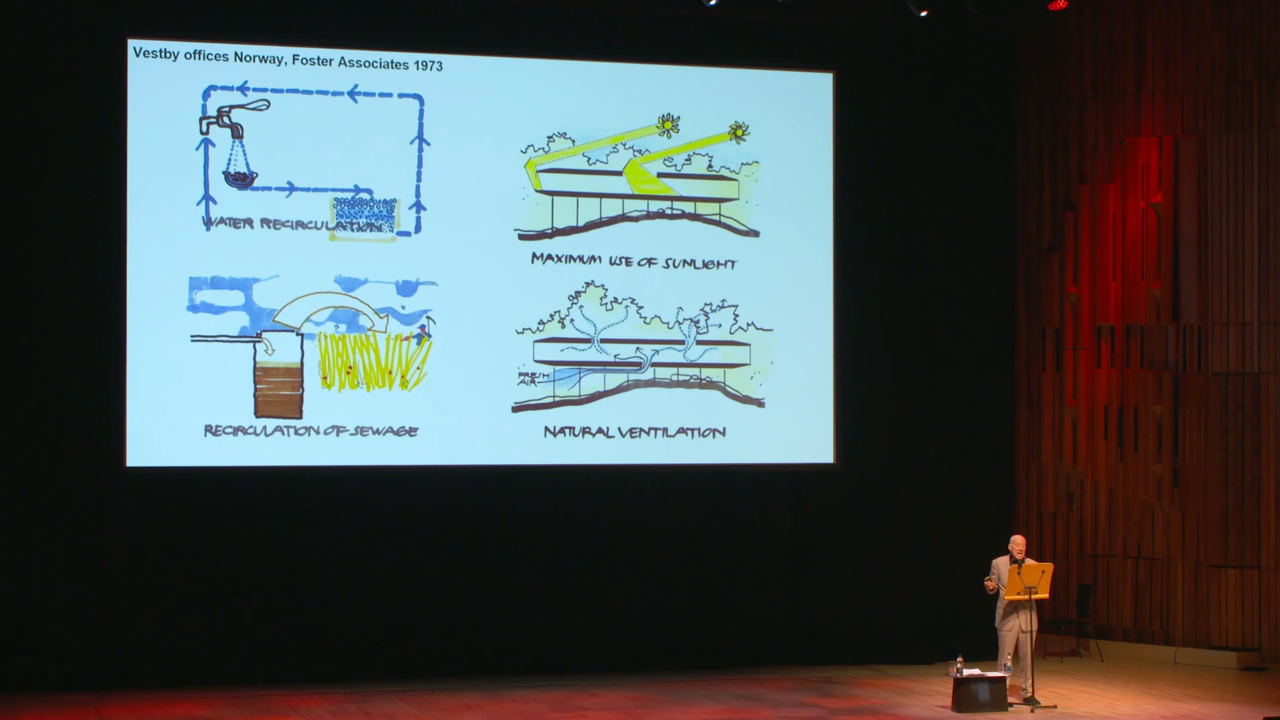 Vestby offices Norway, Foster Associates 1973
WATER RECIRCULATION
MAXIMUM USE OF SUNLIGHT
RECIRCULATION OF SEWAGE
FRESH
AIR
NATURAL VENTILATION